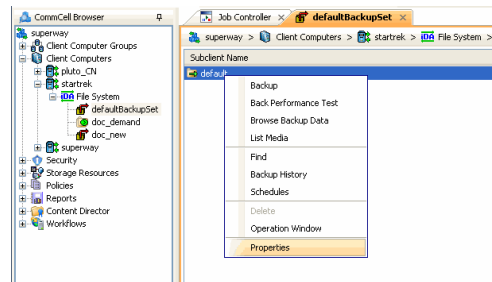 CommCell Browser
superway
Client Computer Groups
Client Computers
pluto_CN
startrek
iDA File System
defaultBackupSet
doc_demand
doc_new
superway
Security
Storage Resources
Policies
Reports
Content Director
Workflows
Job Controller × defaultBackupSet ×
superway > Client Computers > startrek > iDA File System >
Subclient Name
default
Backup
Back Performance Test
Browse Backup Data
List Media
Find
Backup History
Schedules
Delete
Operation Window
Properties